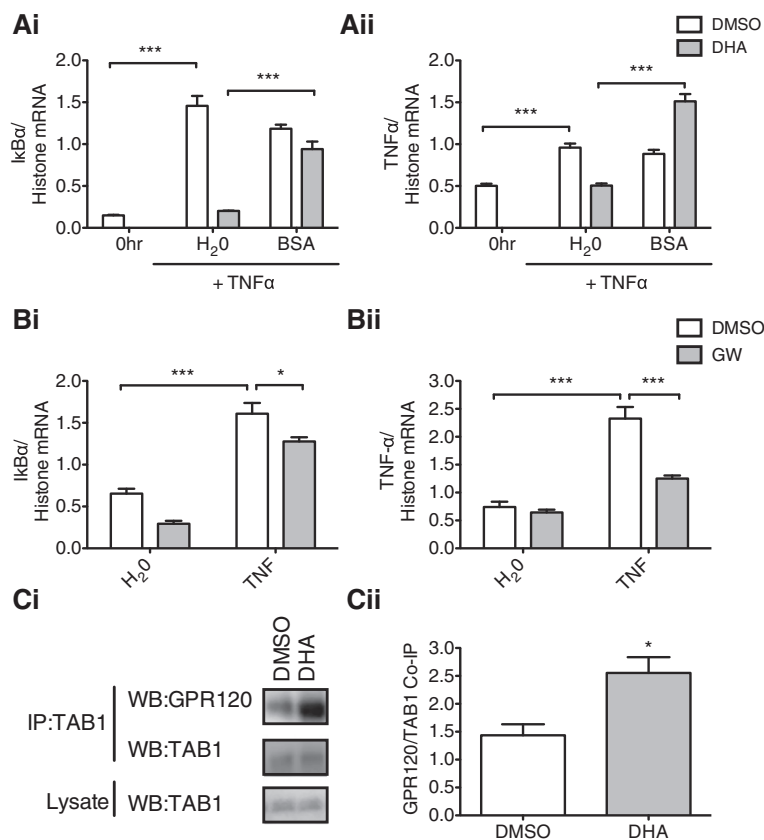 Ai
Aii
DMSO
DHA
IκBα/
Histone mRNA
2.0
1.5
1.0
0.5
0.0
***
***
0hr
H₂0
BSA
+ TNFα
TNFα/
Histone mRNA
2.0
1.5
1.0
0.5
0.0
***
***
0hr
H₂0
BSA
+ TNFα
Bi
Bii
DMSO
GW
IκBα/
Histone mRNA
2.0
1.5
1.0
0.5
0.0
***
*
H₂0
TNF
TNF-α/
Histone mRNA
3.0
2.5
2.0
1.5
1.0
0.5
0.0
***
***
H₂0
TNF
Ci
DMSO
DHA
IP:TAB1
WB:GPR120
WB:TAB1
Lysate
WB:TAB1
Cii
GPR120/TAB1 Co-IP
3.0
2.5
2.0
1.5
1.0
0.5
0.0
*
DMSO
DHA